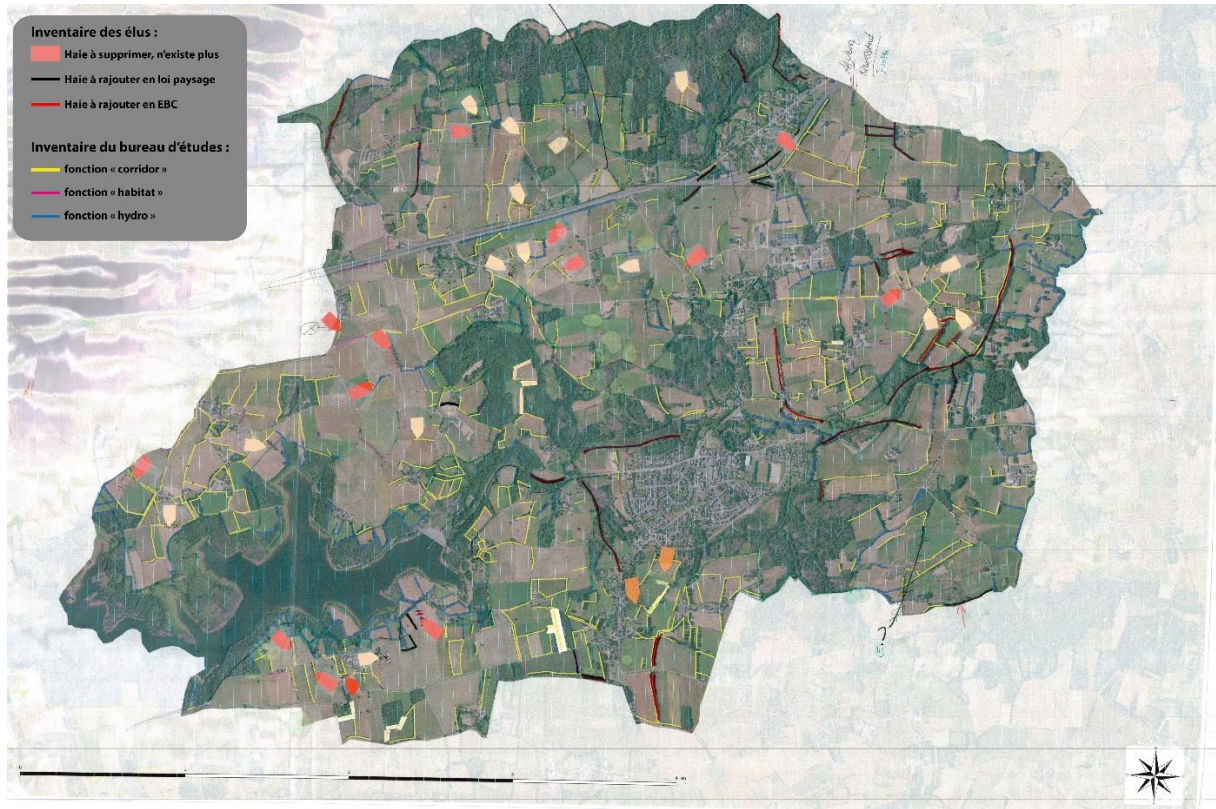 Inventaire des élus :
Haie à supprimer, n'existe plus
Haie à rajouter en loi paysage
Haie à rajouter en EBC
Inventaire du bureau d'études :
fonction « corridor »
fonction « habitat »
fonction « hydro »